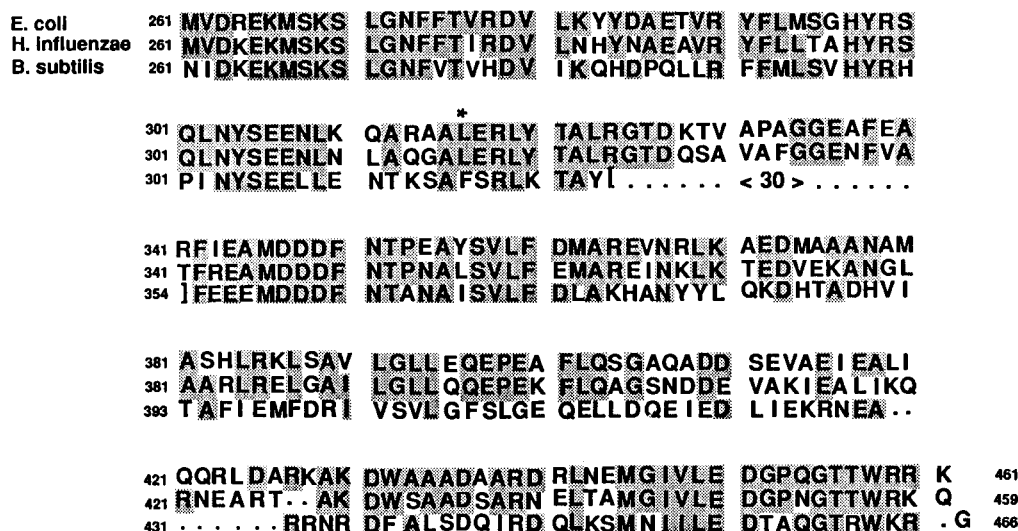 E. coli 261 MVDREKMSKS LGNFFTVRDV LKYYDAETVR YFLMSGHYRS
H. influenzae 261 MVDKEKMSKS LGNFFTIRDV LNHYNAEAVR YFLLTAHYRS
B. subtilis 261 NIDKEKMSKS LGNFVTVHDV IKQHDPQLLR FFMLSVHYRH
*
301 QLNYSEENLK QARAALERLY TALRGTDKTV APAGGEAFEA
301 QLNYSEENLN LAQGALERLY TALRGTDQSA VAFGGENFVA
301 PINYSEELLE NTKSAFSRLK TAY[ . . . . . . < 30 > . . . . . .
341 RFIEAMDDDF NTPEAYSVLF DMAREVNRLK AEDMAAANAM
341 TFREAMDDDF NTPNALSVLF EMAREINKLK TEDVEKANGL
354 ]FEEEMDDDF NTANAISVLF DLAKHANYYL QKDHTADHVI
381 ASHLRKLSAV LGLLEQEPEA FLQSGAQADD SEVAEIEALI
381 AARLRELGAI LGLLQQEPEK FLQAGSNDDE VAKIEALIKQ
393 TAFIEMFDRI VSVLGFSLGE QELLDQEIED LIEKRNEA..
421 QQRLDARKAK DWAAADAARD RLNEMGIVLE DGPQGTTWRR K 461
421 RNEART..AK DWSAADSARN ELTAMGIVLE DGPNGTTWRK Q 459
431 . . . . . . RRNR DFALSDQIRD QLKSMNIILE DTAQGTRWKR .G 466